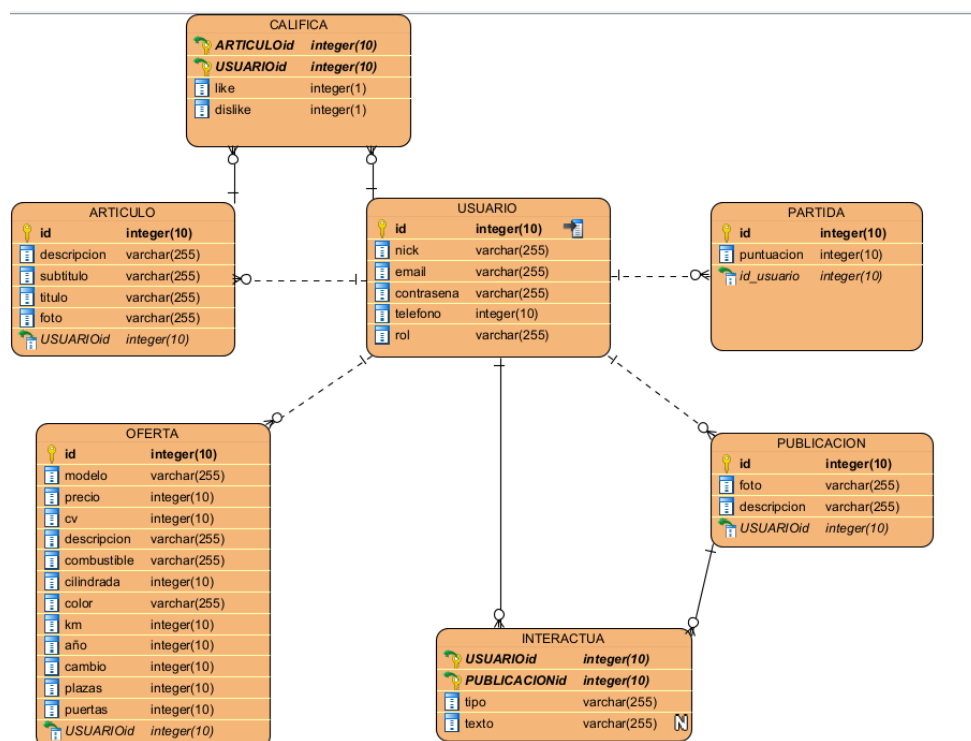 CALIFICA
ARTICULOid integer(10)
USUARIOid integer(10)
like integer(1)
dislike integer(1)
ARTICULO
id integer(10)
descripcion varchar(255)
subtitulo varchar(255)
titulo varchar(255)
foto varchar(255)
USUARIOid integer(10)
USUARIO
id integer(10)
nick varchar(255)
email varchar(255)
contrasena varchar(255)
telefono integer(10)
rol varchar(255)
PARTIDA
id integer(10)
puntuacion integer(10)
id_usuario integer(10)
OFERTA
id integer(10)
modelo varchar(255)
precio integer(10)
cv integer(10)
descripcion varchar(255)
combustible varchar(255)
cilindrada integer(10)
color varchar(255)
km integer(10)
año integer(10)
cambio integer(10)
plazas integer(10)
puertas integer(10)
USUARIOid integer(10)
PUBLICACION
id integer(10)
foto varchar(255)
descripcion varchar(255)
USUARIOid integer(10)
INTERACTUA
USUARIOid integer(10)
PUBLICACIONid integer(10)
tipo varchar(255)
texto varchar(255) N